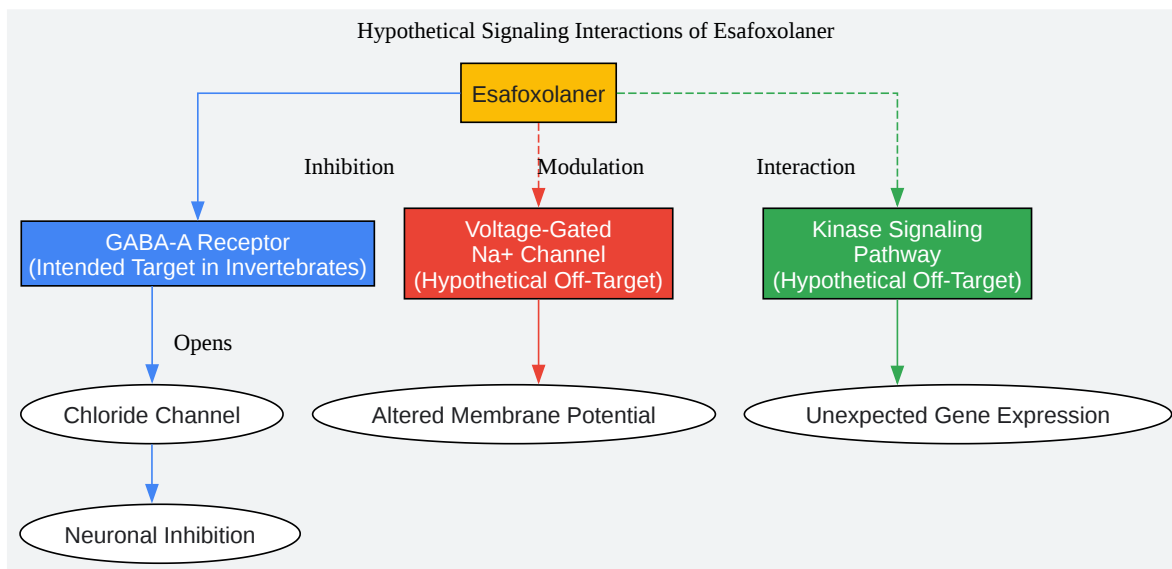 Hypothetical Signaling Interactions of Esafoxolaner
Esafoxolaner
Inhibition
Modulation
Interaction
GABA-A Receptor
(Intended Target in Invertebrates)
Voltage-Gated
Na+ Channel
(Hypothetical Off-Target)
Kinase Signaling
Pathway
(Hypothetical Off-Target)
Opens
Chloride Channel
Altered Membrane Potential
Unexpected Gene Expression
Neuronal Inhibition